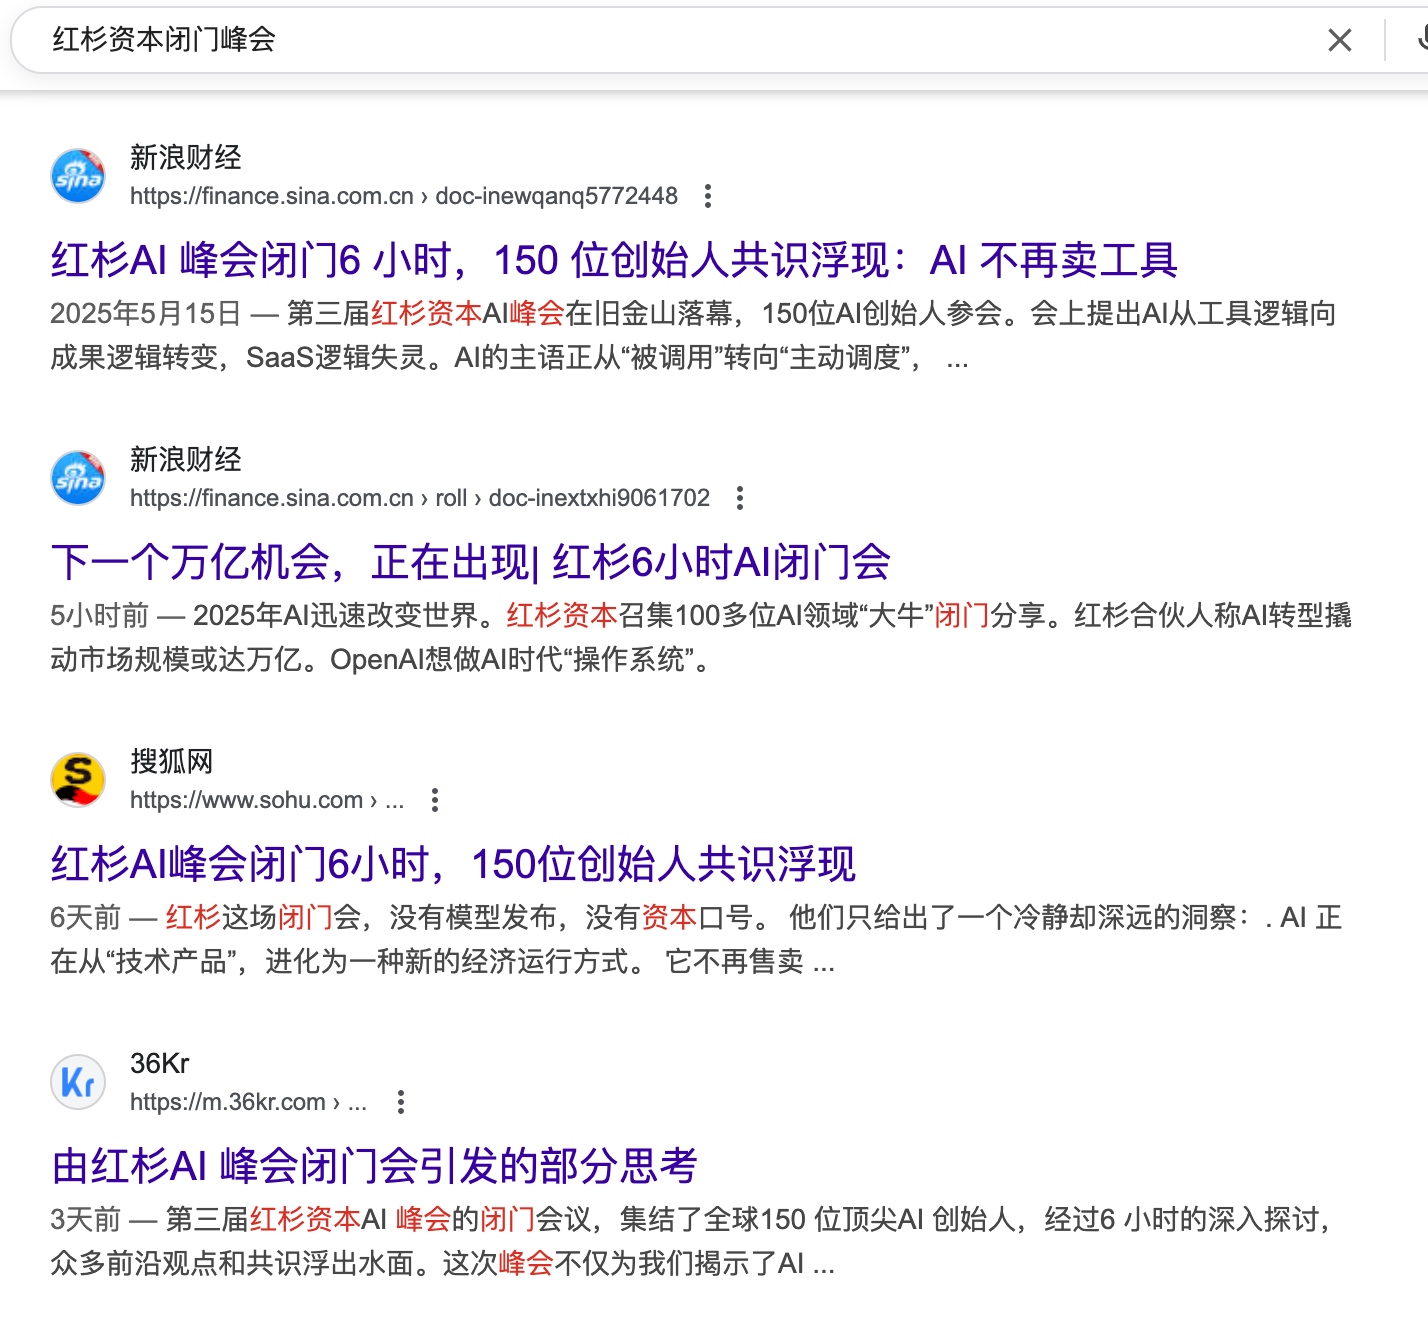 红杉资本闭门峰会
新浪财经
https://finance.sina.com.cn › doc-inewqanq5772448
红杉AI 峰会闭门6 小时，150 位创始人共识浮现：AI 不再卖工具
2025年5月15日 — 第三届红杉资本AI峰会在旧金山落幕，150位AI创始人参会。会上提出AI从工具逻辑向
成果逻辑转变，SaaS逻辑失灵。AI的主语正从“被调用”转向“主动调度”， ...
新浪财经
https://finance.sina.com.cn › roll › doc-inextxhi9061702
下一个万亿机会，正在出现| 红杉6小时AI闭门会
5小时前 — 2025年AI迅速改变世界。红杉资本召集100多位AI领域“大牛”闭门分享。红杉合伙人称AI转型撬
动市场规模或达万亿。OpenAI想做AI时代“操作系统”。
搜狐网
https://www.sohu.com › ...
红杉AI峰会闭门6小时，150位创始人共识浮现
6天前 — 红杉这场闭门会，没有模型发布，没有资本口号。 他们只给出了一个冷静却深远的洞察：. AI 正
在从“技术产品”，进化为一种新的经济运行方式。 它不再售卖 ...
36Kr
https://m.36kr.com › ...
由红杉AI 峰会闭门会引发的部分思考
3天前 — 第三届红杉资本AI 峰会的闭门会议，集结了全球150 位顶尖AI 创始人，经过6 小时的深入探讨，
众多前沿观点和共识浮出水面。这次峰会不仅为我们揭示了AI ...